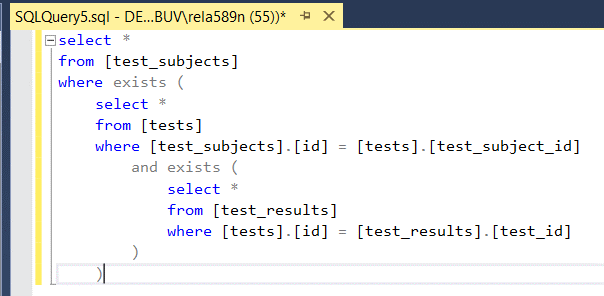 SQLQuery5.sql - DE...BUV\rela589n (55))*
select *
from [test_subjects]
where exists (
    select *
    from [tests]
    where [test_subjects].[id] = [tests].[test_subject_id]
        and exists (
            select *
            from [test_results]
            where [tests].[id] = [test_results].[test_id]
        )
    )